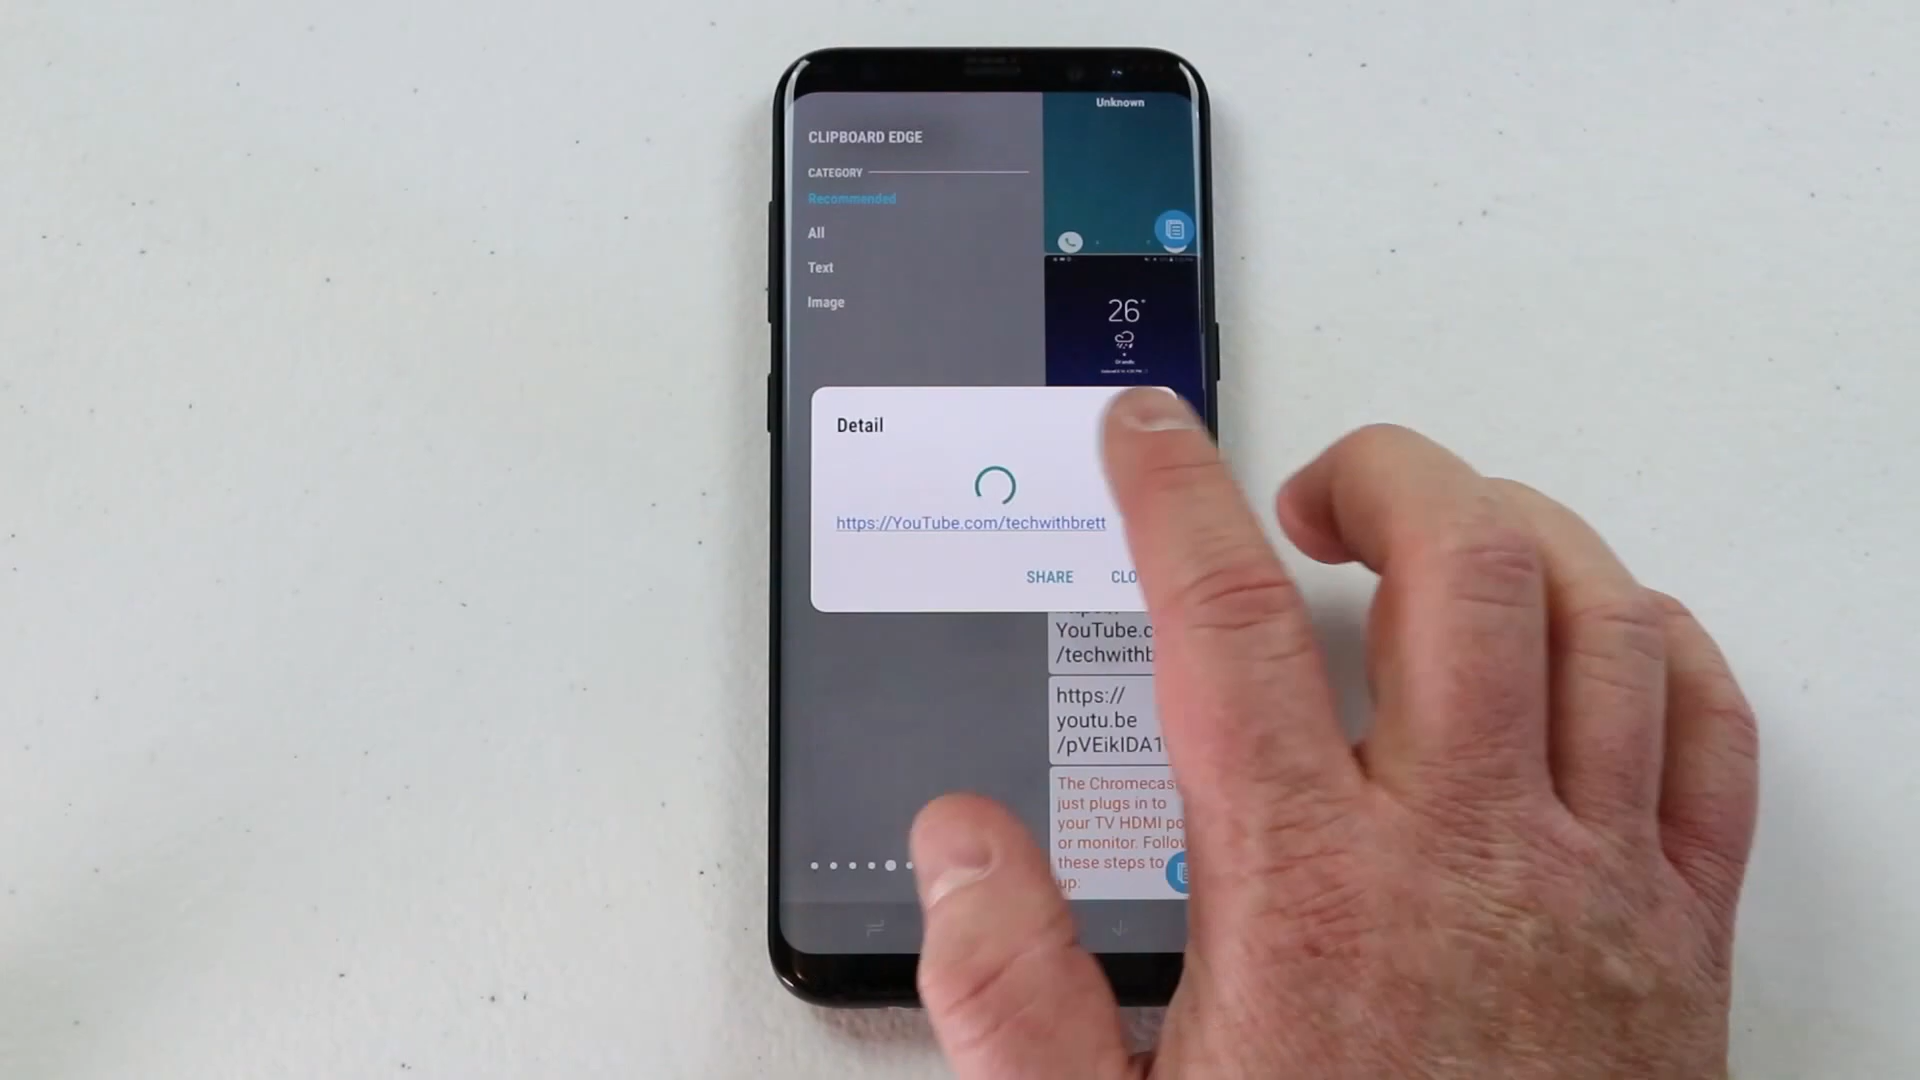 Unknown
CLIPBOARD EDGE
CATEGORY
Recommended
All
Text
Image
26°
Detail
https://YouTube.com/techwithbrett
SHARE CLO
YouTube.c
/techwithb
https://
youtu.be
/pVEikIDA1
The Chromecas
just plugs in to
your TV HDMI po
or monitor. Follow
these steps to
up: